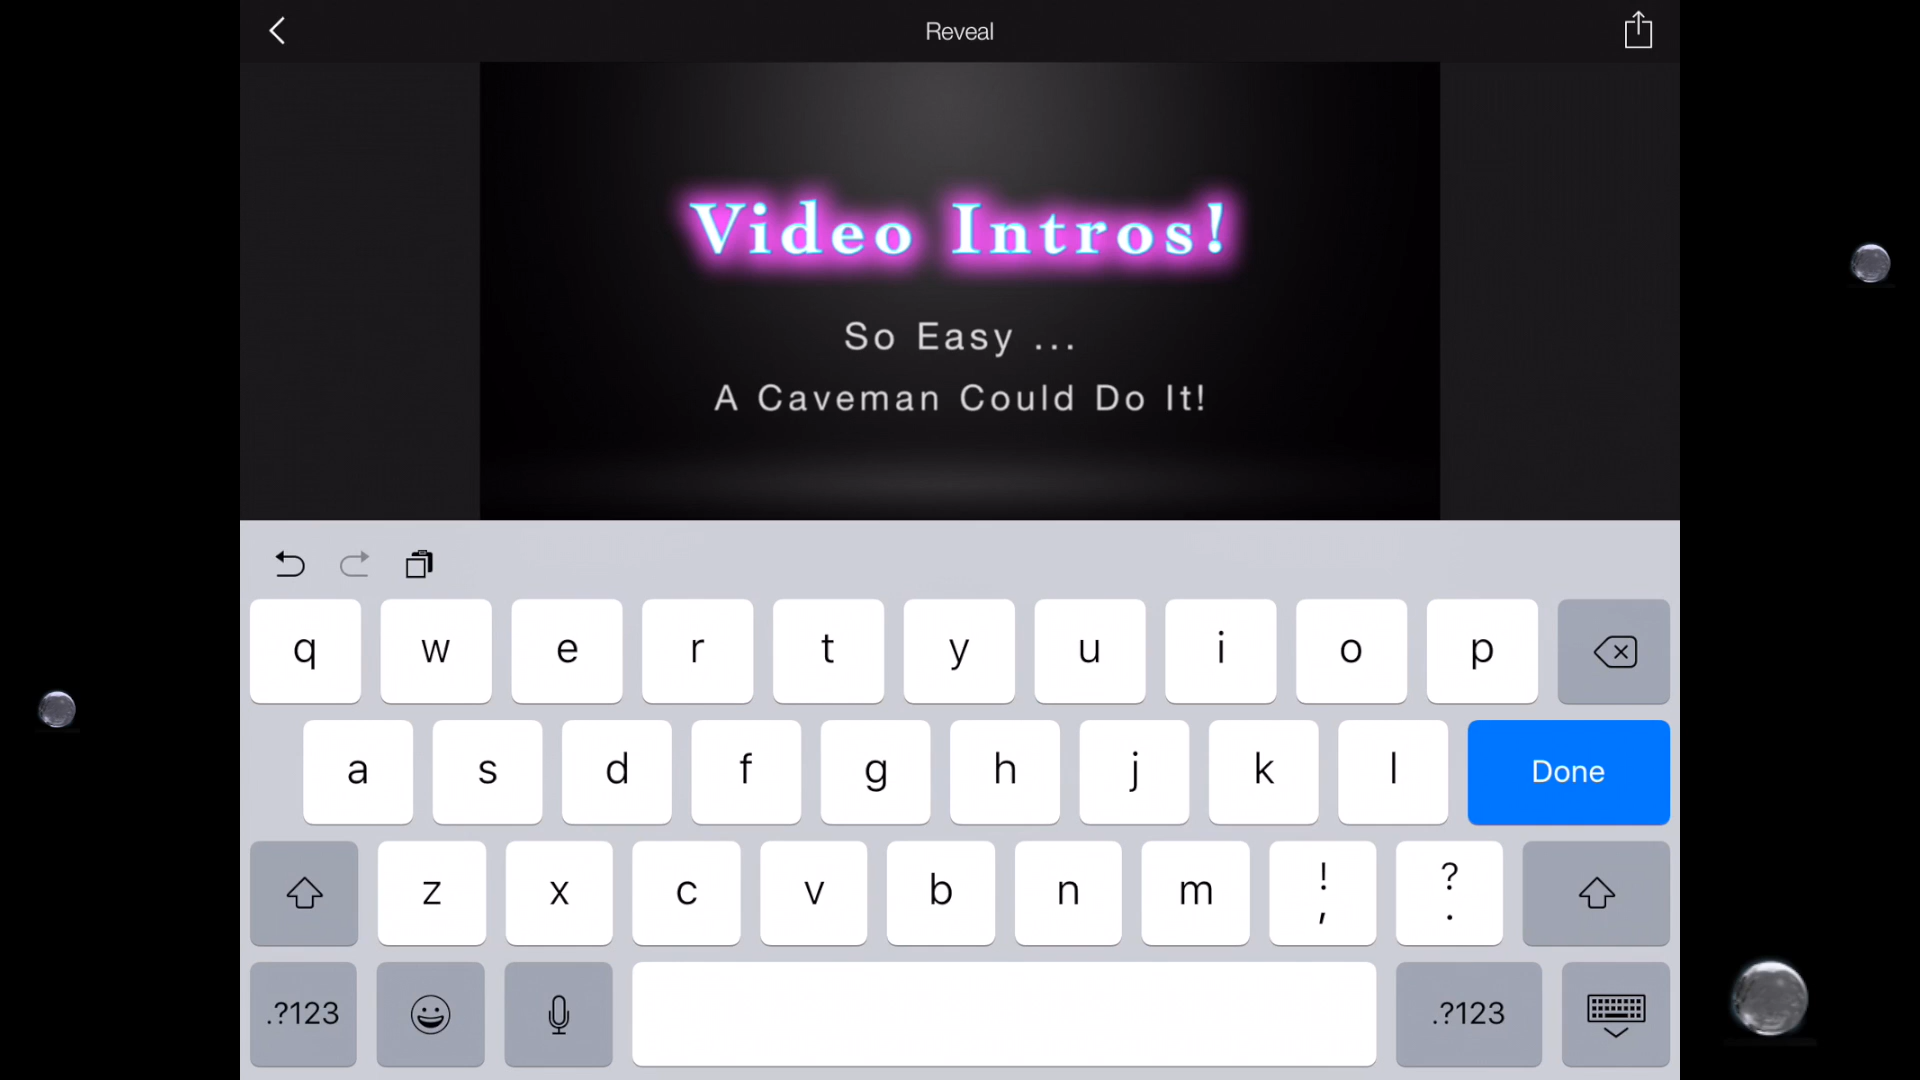 Reveal
Video Intros!
So Easy ...
A Caveman Could Do It!
q w e r t y u i o p
a s d f g h j k l Done
z x c v b n m ! , ? .
.?123 .?123